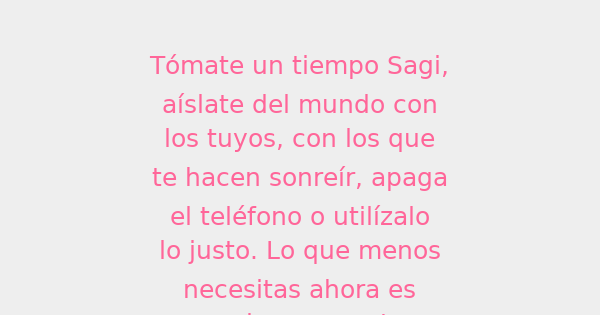 Tómate un tiempo Sagi,
aíslate del mundo con
los tuyos, con los que
te hacen sonreír, apaga
el teléfono o utilízalo
lo justo. Lo que menos
necesitas ahora es